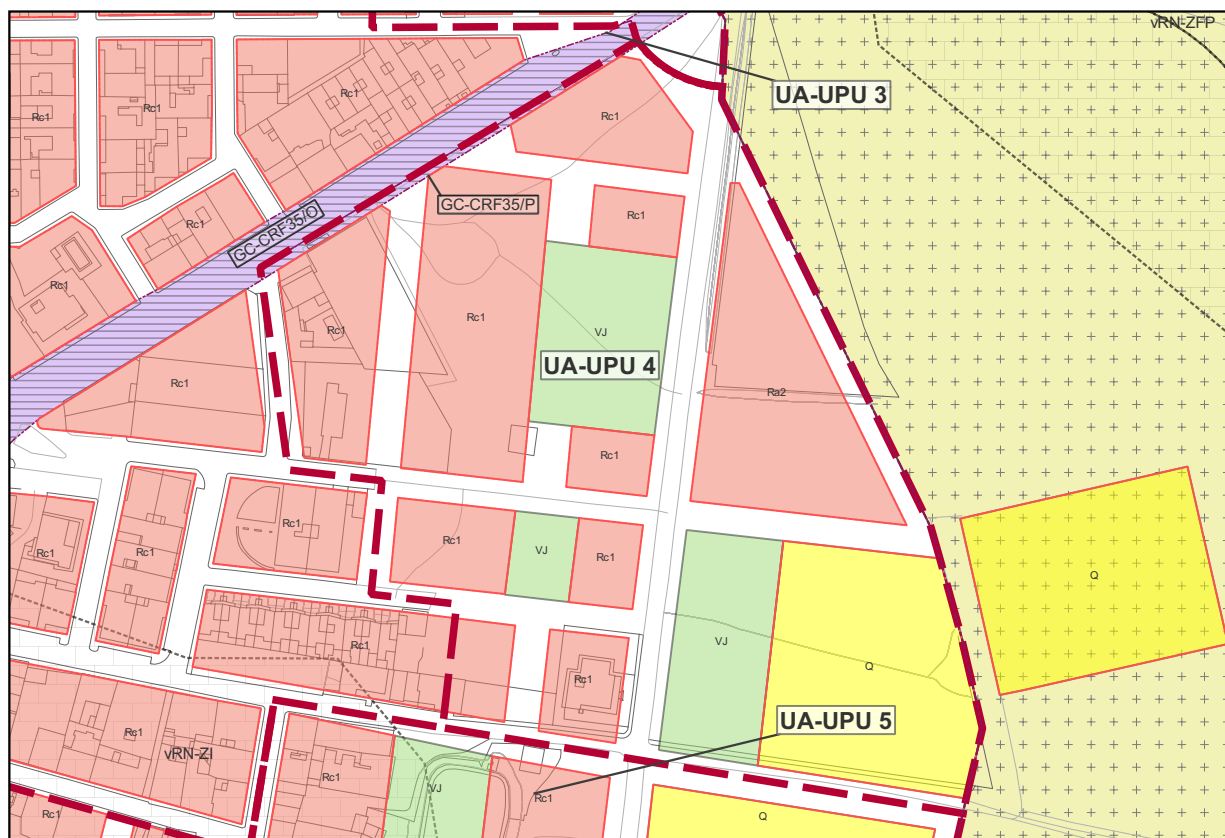 vRN-ZFP
UA-UPU 3
Rc1
Rc1
Rc1
Rc1
GC-CRF35/P
Rc1
Rc1
GC-CRF35/O
Rc1
Rc1
Rc1
VJ
UA-UPU 4
Rc1
Ra2
Rc1
Rc1
Rc1
Rc1
Rc1
VJ
Rc1
Q
Rc1
VJ
Q
Rc1
UA-UPU 5
Rc1
vRN-ZI
Rc1
VJ
Rc1
Rc1
Q